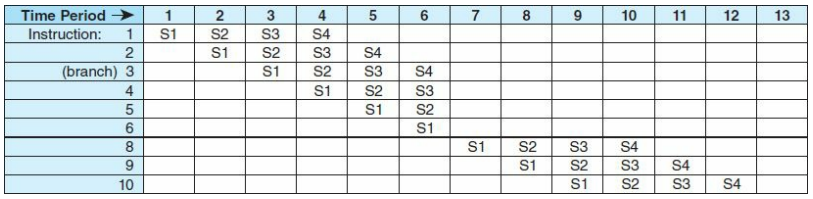 Time Period → 1 2 3 4 5 6 7 8 9 10 11 12 13
Instruction: 1 S1 S2 S3 S4
2 S1 S2 S3 S4
(branch) 3 S1 S2 S3 S4
4 S1 S2 S3
5 S1 S2
6 S1
8 S1 S2 S3 S4
9 S1 S2 S3 S4
10 S1 S2 S3 S4